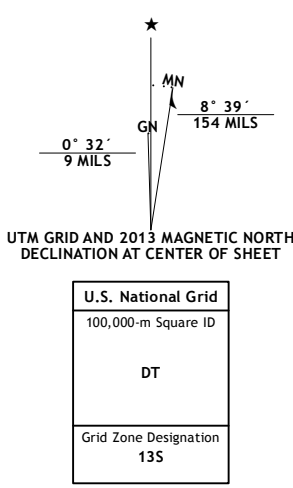 ★
MN
8° 39´
154 MILS
GN
0° 32´
9 MILS
UTM GRID AND 2013 MAGNETIC NORTH
DECLINATION AT CENTER OF SHEET
U.S. National Grid
100,000-m Square ID
DT
Grid Zone Designation
13S